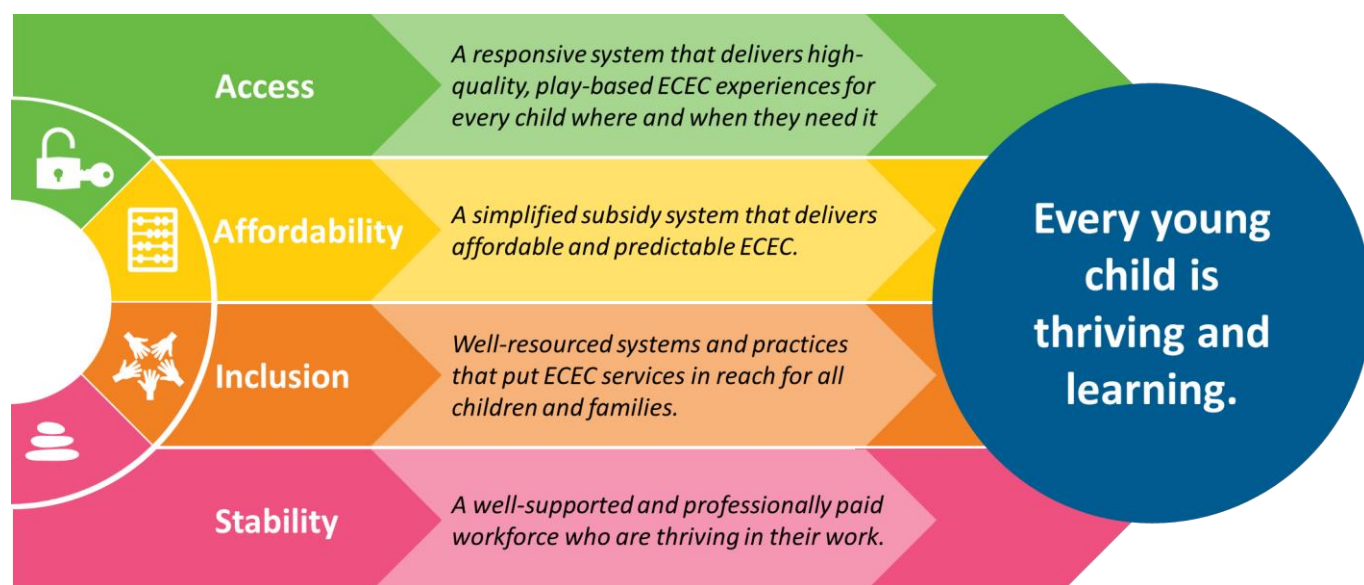 Access
A responsive system that delivers high-
quality, play-based ECEC experiences for
every child where and when they need it
Affordability
A simplified subsidy system that delivers
affordable and predictable ECEC.
Inclusion
Well-resourced systems and practices
that put ECEC services in reach for all
children and families.
Stability
A well-supported and professionally paid
workforce who are thriving in their work.
Every young
child is
thriving and
learning.